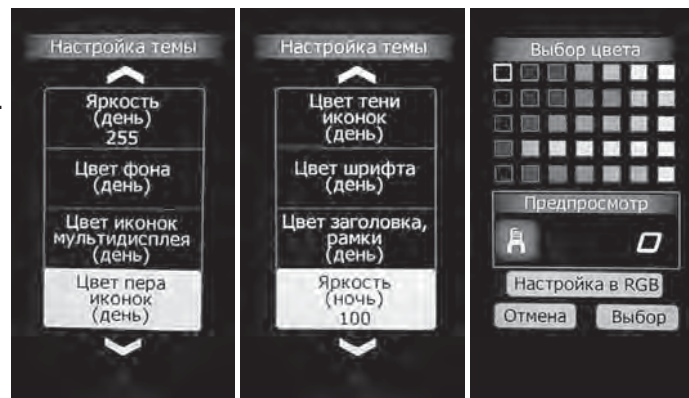 Настройка темы
Яркость
(день)
255
Цвет фона
(день)
Цвет иконок
мультидисплея
(день)
Цвет пера
иконок
(день)
Настройка темы
Цвет тени
иконок
(день)
Цвет шрифта
(день)
Цвет заголовка,
рамки
(день)
Яркость
(ночь)
100
Выбор цвета
Предпросмотр
Настройка в RGB
Отмена Выбор